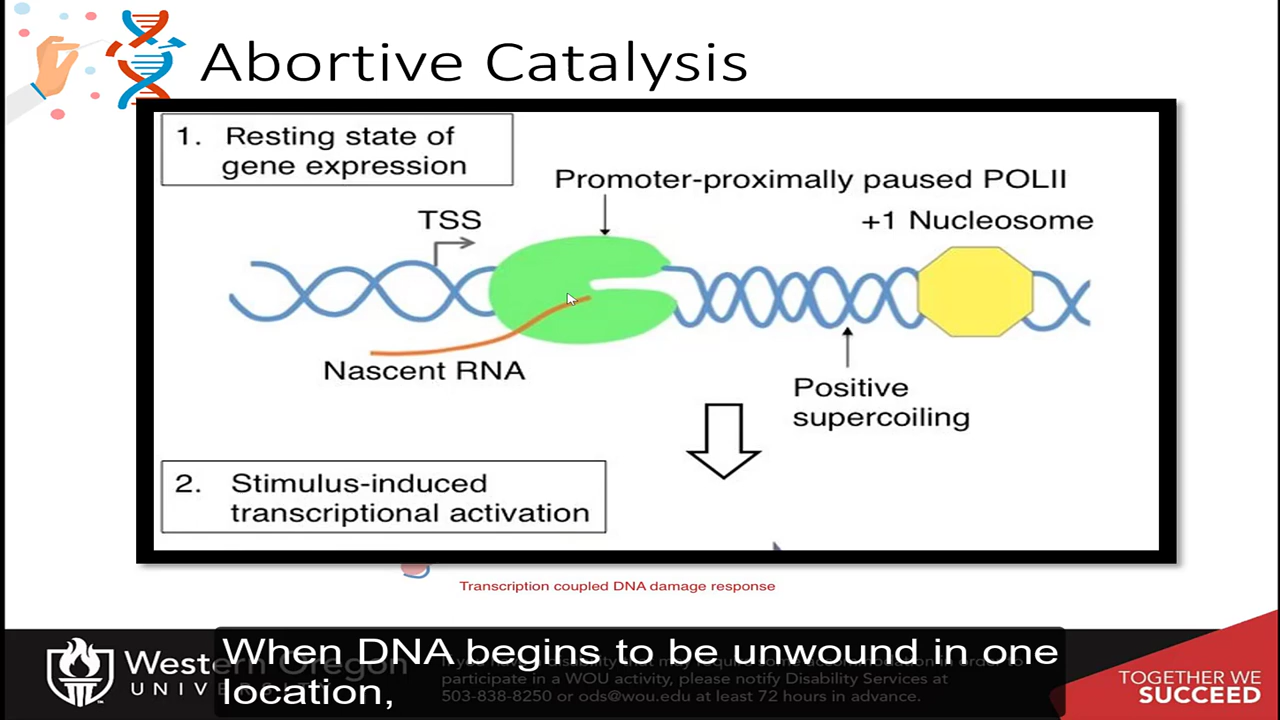 Abortive Catalysis
1. Resting state of
gene expression
Promoter-proximally paused POLII
TSS
+1 Nucleosome
Nascent RNA
Positive
supercoiling
2. Stimulus-induced
transcriptional activation
Transcription coupled DNA damage response
When DNA begins to be unwound in one
location,
Western Oregon
UNIVERSIT
participate in a WOU activity, please notify Disability Services at
503-838-8250 or ods@wou.edu at least 72 hours in advance.
TOGETHER WE
SUCCEED